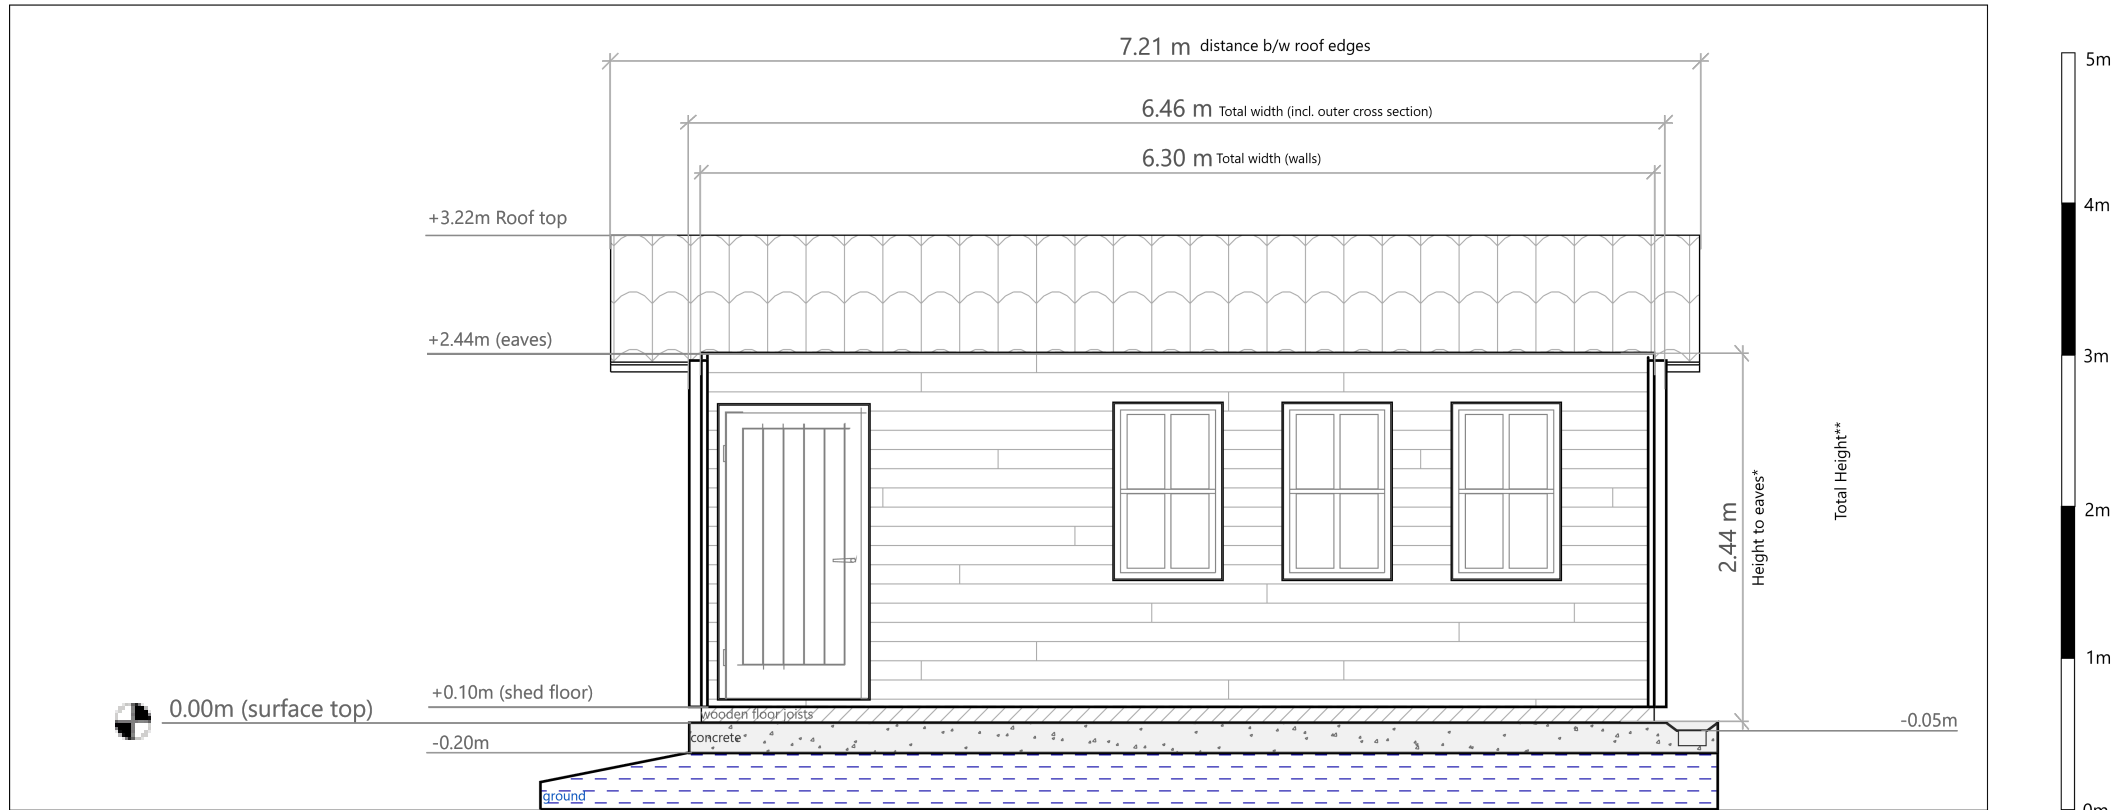 7.21 m distance b/w roof edges
5m
6.46 m Total width (incl. outer cross section)
6.30 m Total width (walls)
4m
+3.22m Roof top
+2.44m (eaves)
3m
Total Height**
2.44 m
Height to eaves*
2m
1m
+0.10m (shed floor)
0.00m (surface top)
wooden floor joists
-0.05m
concrete
-0.20m
ground
0m